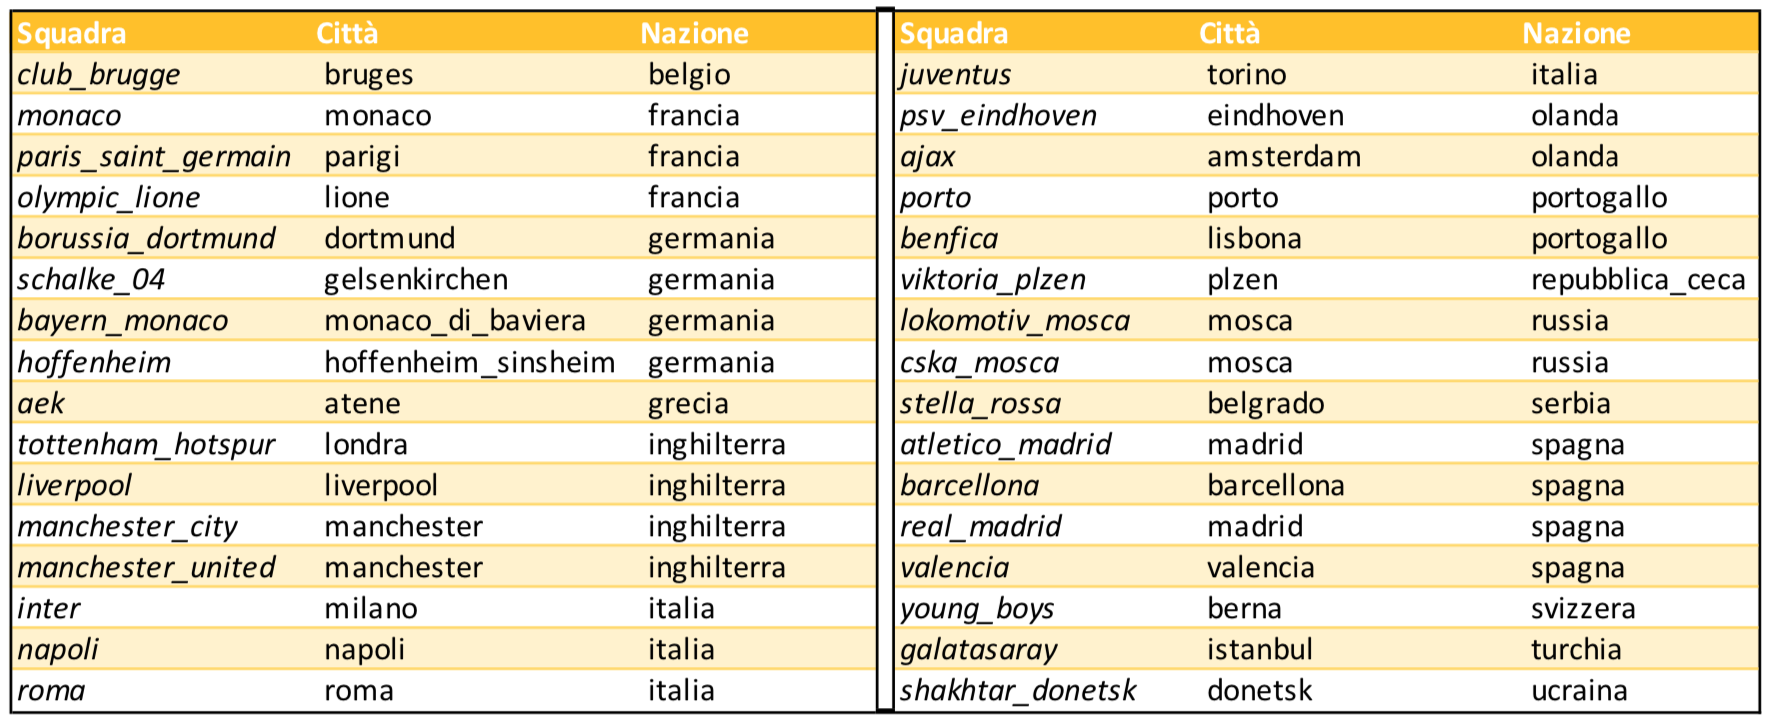 Squadra Città Nazione
club_brugge bruges belgio
monaco monaco francia
paris_saint_germain parigi francia
olympic_lione lione francia
borussia_dortmund dortmund germania
schalke_04 gelsenkirchen germania
bayern_monaco monaco_di_baviera germania
hoffenheim hoffenheim_sinsheim germania
aek atene grecia
tottenham_hotspur londra inghilterra
liverpool liverpool inghilterra
manchester_city manchester inghilterra
manchester_united manchester inghilterra
inter milano italia
napoli napoli italia
roma roma italia
Squadra Città Nazione
juventus torino italia
psv_eindhoven eindhoven olanda
ajax amsterdam olanda
porto porto portogallo
benfica lisbona portogallo
viktoria_plzen plzen repubblica_ceca
lokomotiv_mosca mosca russia
cska_mosca mosca russia
stella_rossa belgrado serbia
atletico_madrid madrid spagna
barcellona barcellona spagna
real_madrid madrid spagna
valencia valencia spagna
young_boys berna svizzera
galatasaray istanbul turchia
shakhtar_donetsk donetsk ucraina